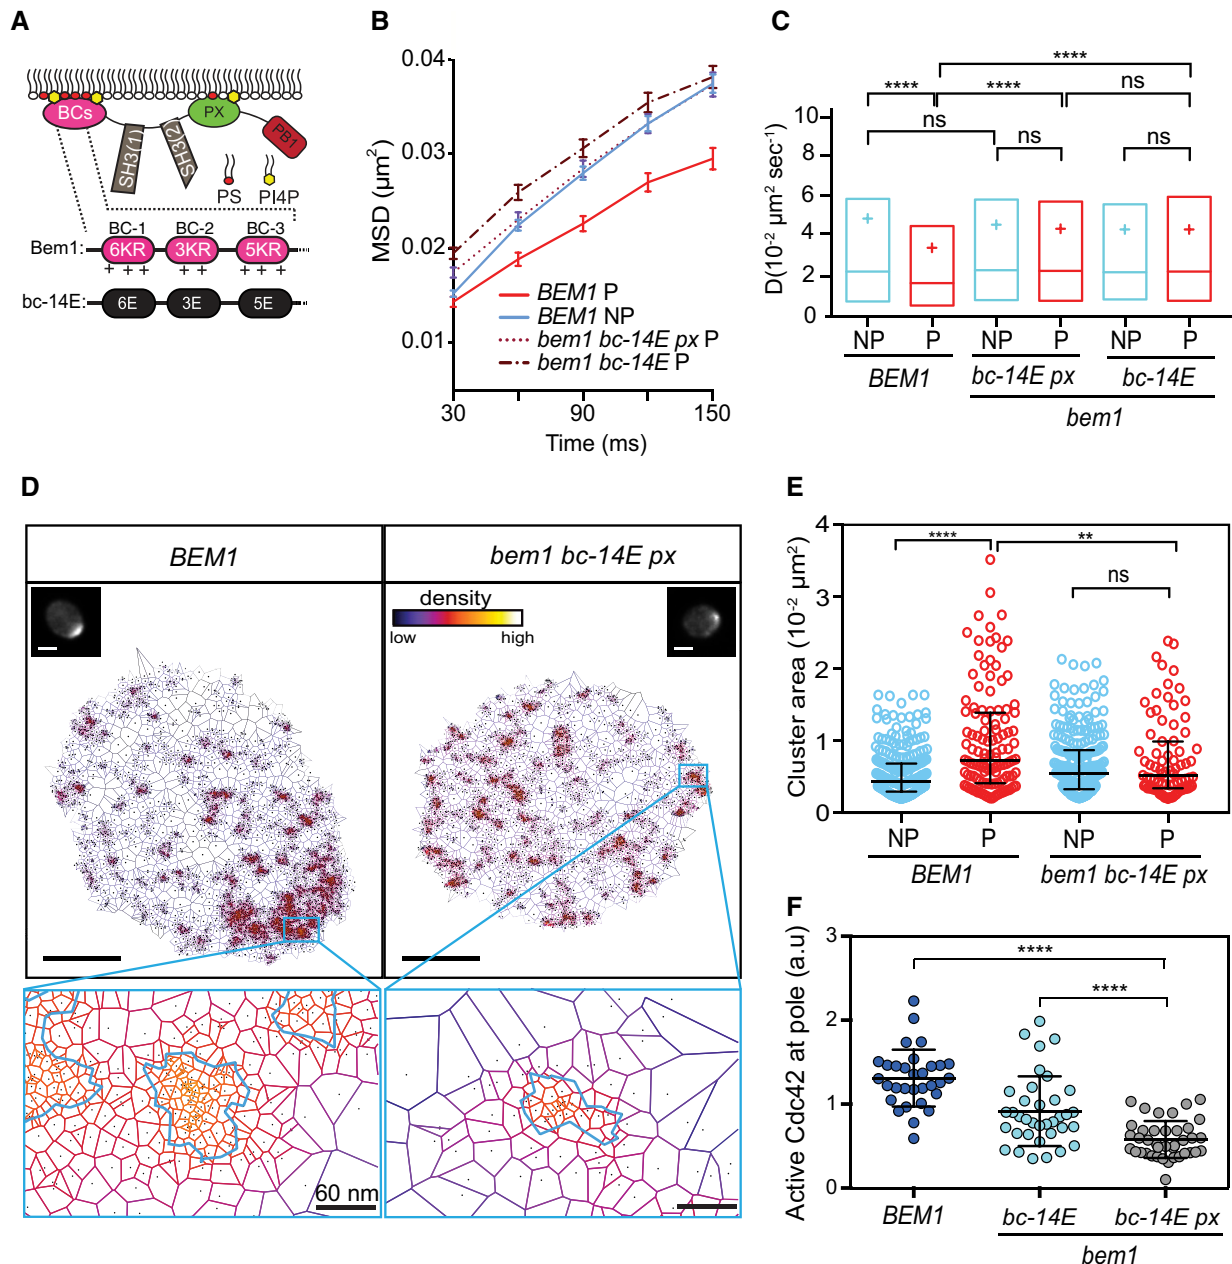 A
BCs
PX
PB1
SH3(1)
SH3(2)
PS
PI4P
BC-1
BC-2
BC-3
Bem1:
6KR
3KR
5KR
+ + +
+ +
+ + +
bc-14E:
6E
3E
5E
B
MSD (µm²)
0.04
0.03
0.02
0.01
BEM1 P
BEM1 NP
bem1 bc-14E px P
bem1 bc-14E P
30
90
150
Time (ms)
C
****
****
****
ns
ns
ns
ns
D(10⁻² µm² sec⁻¹)
10
8
6
4
2
0
NP
P
NP
P
NP
P
BEM1
bc-14E px
bc-14E
bem1
D
BEM1
bem1 bc-14E px
density
low
high
60 nm
E
Cluster area (10⁻² µm²)
4
3
2
1
0
****
**
ns
NP
P
NP
P
BEM1
bem1 bc-14E px
F
Active Cdc42 at pole (a.u)
3
2
1
0
****
****
BEM1
bc-14E
bc-14E px
bem1